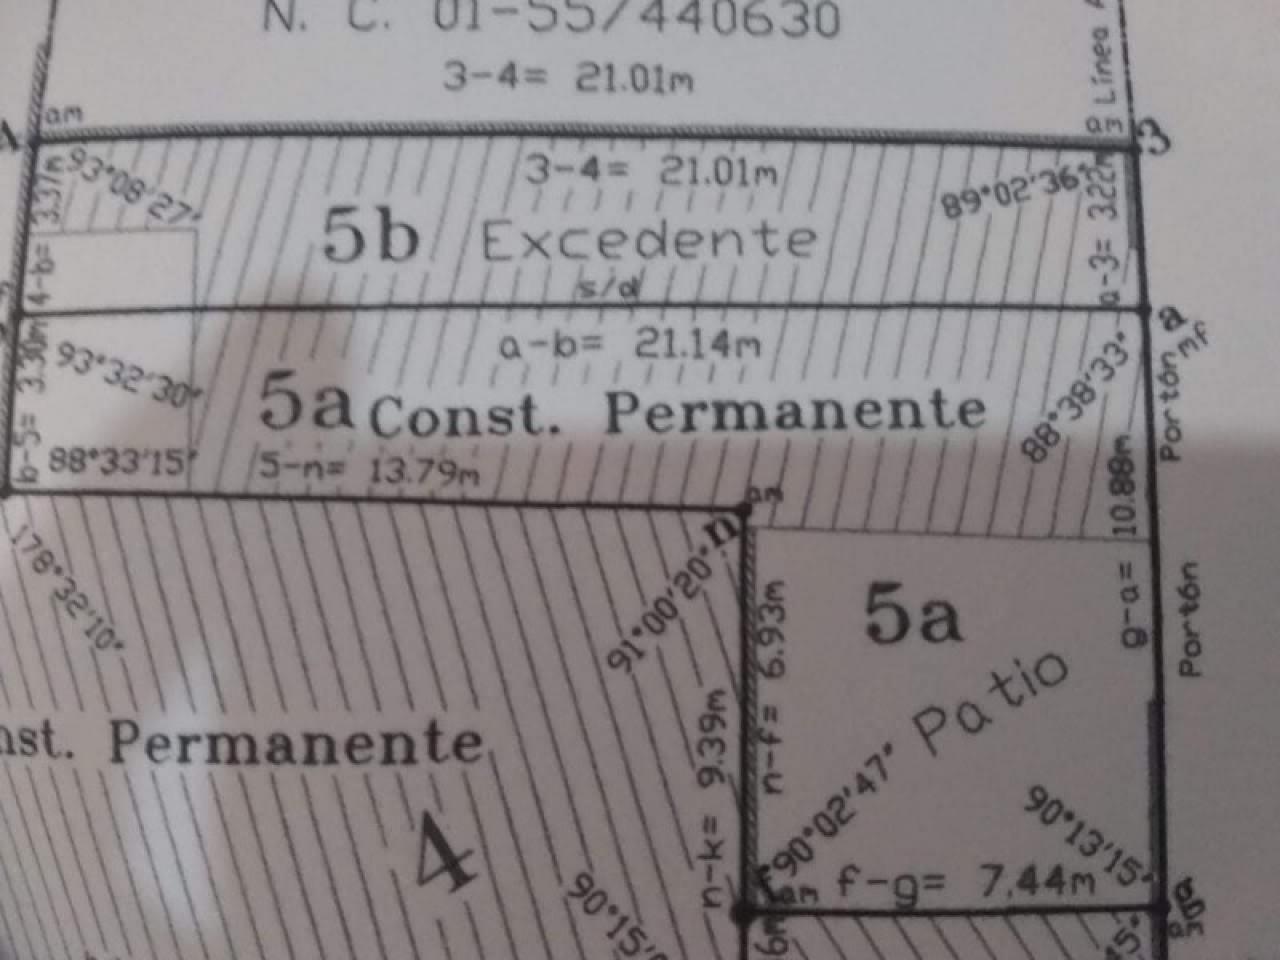 N. C. 01-55/440630
3-4= 21.01m
Línea
am
3
93°08'27"
3-4= 21.01m
89°02'36"
4-b= 3.37m
5b Excedente
a-3= 3.22m
s/d
a
a-b= 21.14m
93°32'30"
b-5= 3.30m
5a Const. Permanente
88°38'33"
Portón
88°33'15"
5-n= 13.79m
am
n
178°32'10"
91°00'20"
g-a= 10.88m
5a
Portón
n-f= 6.93m
Patio
n-k= 9.39m
Permanente
4
90°02'47"
90°13'15"
f-g= 7.44m
am
90°15'